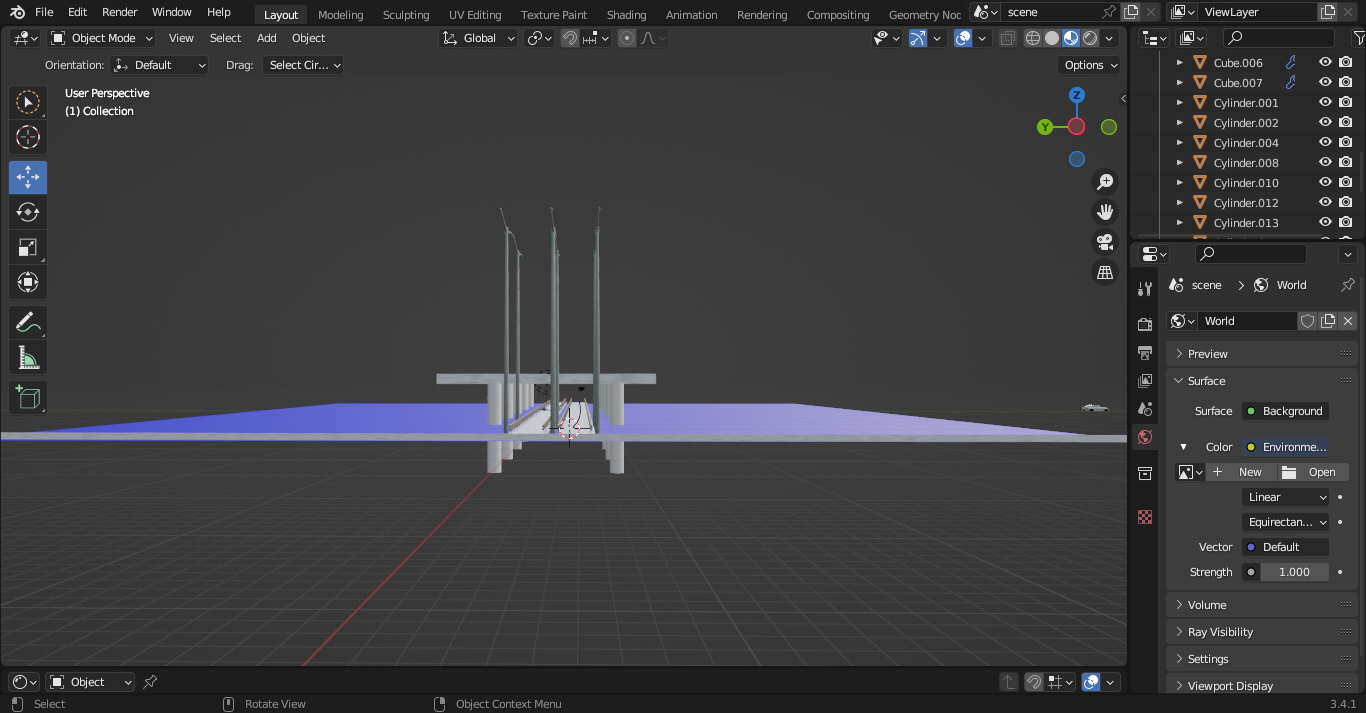 File Edit Render Window Help Layout Modeling Sculpting UV Editing Texture Paint Shading Animation Rendering Compositing Geometry Noc scene ViewLayer
Object Mode View Select Add Object Global
Orientation: Default Drag: Select Cir... Options
User Perspective
(1) Collection
Z
Y
Cube.006
Cube.007
Cylinder.001
Cylinder.002
Cylinder.004
Cylinder.008
Cylinder.010
Cylinder.012
Cylinder.013
scene World
World
Preview
Surface
Surface Background
Color Environme...
New Open
Linear
Equirectan...
Vector Default
Strength 1.000
Volume
Ray Visibility
Settings
Viewport Display
Object
Select Rotate View Object Context Menu 3.4.1